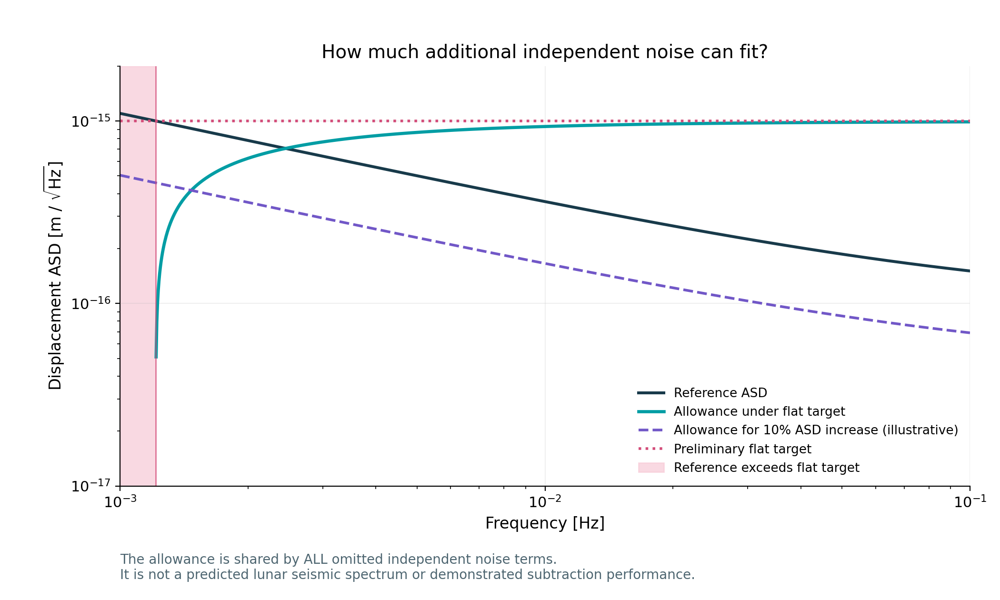 How much additional independent noise can fit?
Displacement ASD [m / √Hz]
10⁻¹⁵
10⁻¹⁶
10⁻¹⁷
Reference ASD
Allowance under flat target
Allowance for 10% ASD increase (illustrative)
Preliminary flat target
Reference exceeds flat target
10⁻³ 10⁻² 10⁻¹
Frequency [Hz]
The allowance is shared by ALL omitted independent noise terms.
It is not a predicted lunar seismic spectrum or demonstrated subtraction performance.